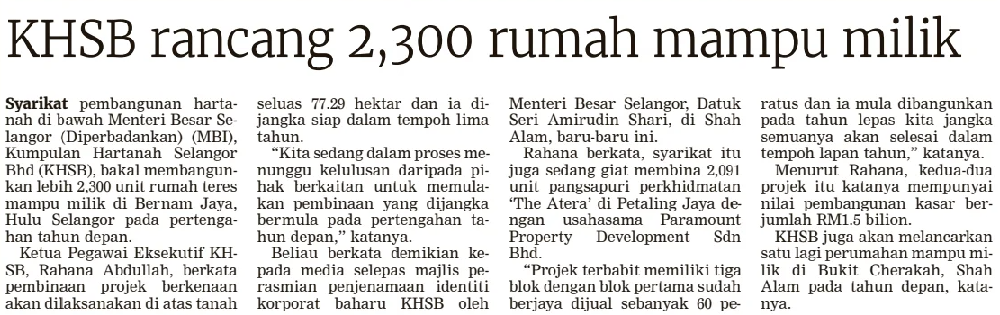 KHSB rancang 2,300 rumah mampu milik
Syarikat pembangunan harta-
nah di bawah Menteri Besar Se-
langor (Diperbadankan) (MBI),
Kumpulan Hartanah Selangor
Bhd (KHSB), bakal membangun-
kan lebih 2,300 unit rumah teres
mampu milik di Bernam Jaya,
Hulu Selangor pada pertenga-
han tahun depan.
Ketua Pegawai Eksekutif KH-
SB, Rahana Abdullah, berkata
pembinaan projek berkenaan
akan dilaksanakan di atas tanah
seluas 77.29 hektar dan ia di-
jangka siap dalam tempoh lima
tahun.
“Kita sedang dalam proses me-
nunggu kelulusan daripada pi-
hak berkaitan untuk memula-
kan pembinaan yang dijangka
bermula pada pertengahan ta-
hun depan,” katanya.
Beliau berkata demikian ke-
pada media selepas majlis pe-
rasmian penjenamaan identiti
korporat baharu KHSB oleh
Menteri Besar Selangor, Datuk
Seri Amirudin Shari, di Shah
Alam, baru-baru ini.
Rahana berkata, syarikat itu
juga sedang giat membina 2,091
unit pangsapuri perkhidmatan
‘The Atera’ di Petaling Jaya de-
ngan usahasama Paramount
Property Development Sdn
Bhd.
“Projek terbabit memiliki tiga
blok dengan blok pertama sudah
berjaya dijual sebanyak 60 pe-
ratus dan ia mula dibangunkan
pada tahun lepas kita jangka
semuanya akan selesai dalam
tempoh lapan tahun,” katanya.
Menurut Rahana, kedua-dua
projek itu katanya mempunyai
nilai pembangunan kasar ber-
jumlah RM1.5 bilion.
KHSB juga akan melancarkan
satu lagi perumahan mampu mi-
lik di Bukit Cherakah, Shah
Alam pada tahun depan, kata-
nya.